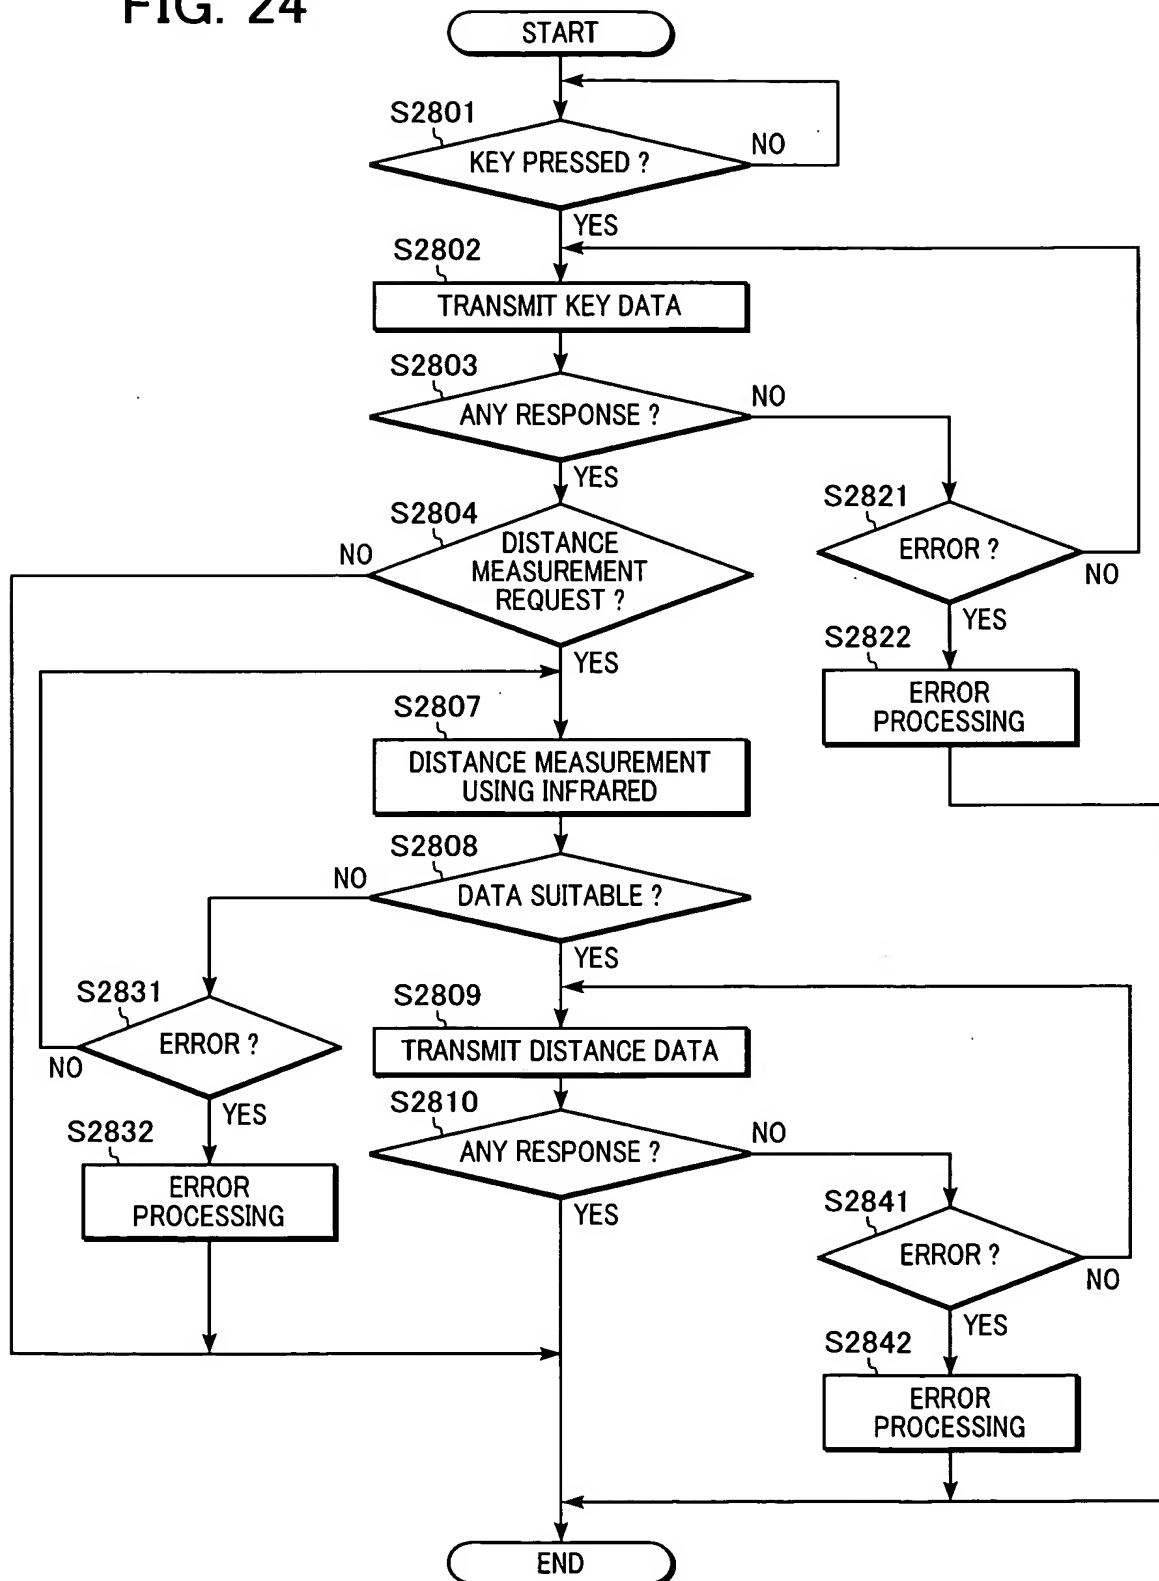 FIG. 24
START
S2801
KEY PRESSED ?
NO
YES
S2802
TRANSMIT KEY DATA
S2803
ANY RESPONSE ?
NO
YES
S2804
DISTANCE
MEASUREMENT
REQUEST ?
NO
YES
S2821
ERROR ?
NO
YES
S2822
ERROR
PROCESSING
S2807
DISTANCE MEASUREMENT
USING INFRARED
S2808
DATA SUITABLE ?
NO
YES
S2831
ERROR ?
NO
YES
S2832
ERROR
PROCESSING
S2809
TRANSMIT DISTANCE DATA
S2810
ANY RESPONSE ?
NO
YES
S2841
ERROR ?
NO
YES
S2842
ERROR
PROCESSING
END